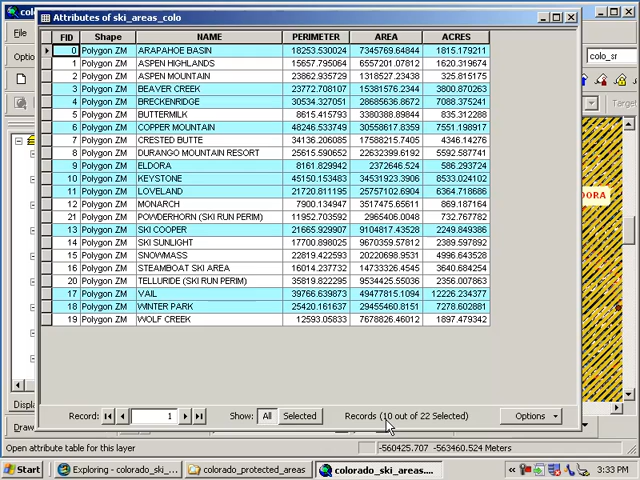 colo
Attributes of ski_areas_colo
File
Optio
colo_sr
Target
FID Shape NAME PERIMETER AREA ACRES
0 Polygon ZM ARAPAHOE BASIN 18253.530024 7345769.64844 1815.179211
1 Polygon ZM ASPEN HIGHLANDS 15657.795064 6557201.07812 1620.319674
2 Polygon ZM ASPEN MOUNTAIN 23862.935729 1318527.23438 325.815175
3 Polygon ZM BEAVER CREEK 23772.708107 15381576.2344 3800.870263
4 Polygon ZM BRECKENRIDGE 30534.327051 28685636.8672 7088.375241
5 Polygon ZM BUTTERMILK 8615.415793 3380388.89844 835.312288
6 Polygon ZM COPPER MOUNTAIN 48246.533749 30558617.8359 7551.198917
7 Polygon ZM CRESTED BUTTE 34136.206085 17588215.7405 4346.14276
8 Polygon ZM DURANGO MOUNTAIN RESORT 25615.590652 22632399.6192 5592.587741
9 Polygon ZM ELDORA 8161.829942 2372646.524 586.293724
10 Polygon ZM KEYSTONE 45150.153483 34531923.3906 8533.024102
11 Polygon ZM LOVELAND 21720.811195 25757102.6904 6364.718686
12 Polygon ZM MONARCH 7900.134947 3517475.65611 869.187164
21 Polygon ZM POWDERHORN (SKI RUN PERIM) 11952.703592 2965406.0048 732.767782
13 Polygon ZM SKI COOPER 21665.929907 9104817.43528 2249.849386
14 Polygon ZM SKI SUNLIGHT 17700.898025 9670359.57812 2389.597892
15 Polygon ZM SNOWMASS 22819.422593 20220698.9531 4996.643528
16 Polygon ZM STEAMBOAT SKI AREA 16014.237732 14733326.4545 3640.684254
20 Polygon ZM TELLURIDE (SKI RUN PERIM) 35819.822295 9534425.55036 2356.007863
17 Polygon ZM VAIL 39766.639873 49477815.1094 12226.234377
18 Polygon ZM WINTER PARK 25420.161637 29455460.8151 7278.602881
19 Polygon ZM WOLF CREEK 12593.05833 7678826.46012 1897.479342
DORA
Record: 1 Show: All Selected Records (10 out of 22 Selected) Options
Displa
Draw
Open attribute table for this layer
-560425.707 -563460.524 Meters
Start Exploring - colorado_sk... colorado_protected_areas colorado_ski_areas.... 3:33 PM